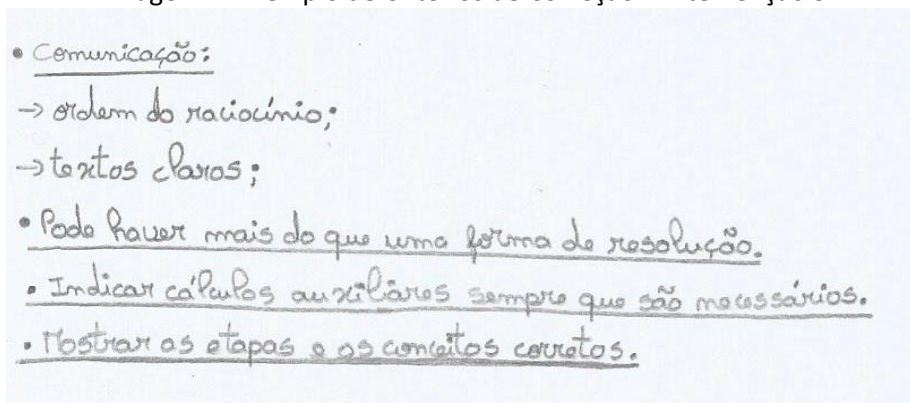 • Comunicação:
→ ordem do raciocínio;
→ textos claros;
• Pode haver mais do que uma forma de resolução.
• Indicar cálculos auxiliares sempre que são necessários.
• Mostrar as etapas e os conceitos corretos.